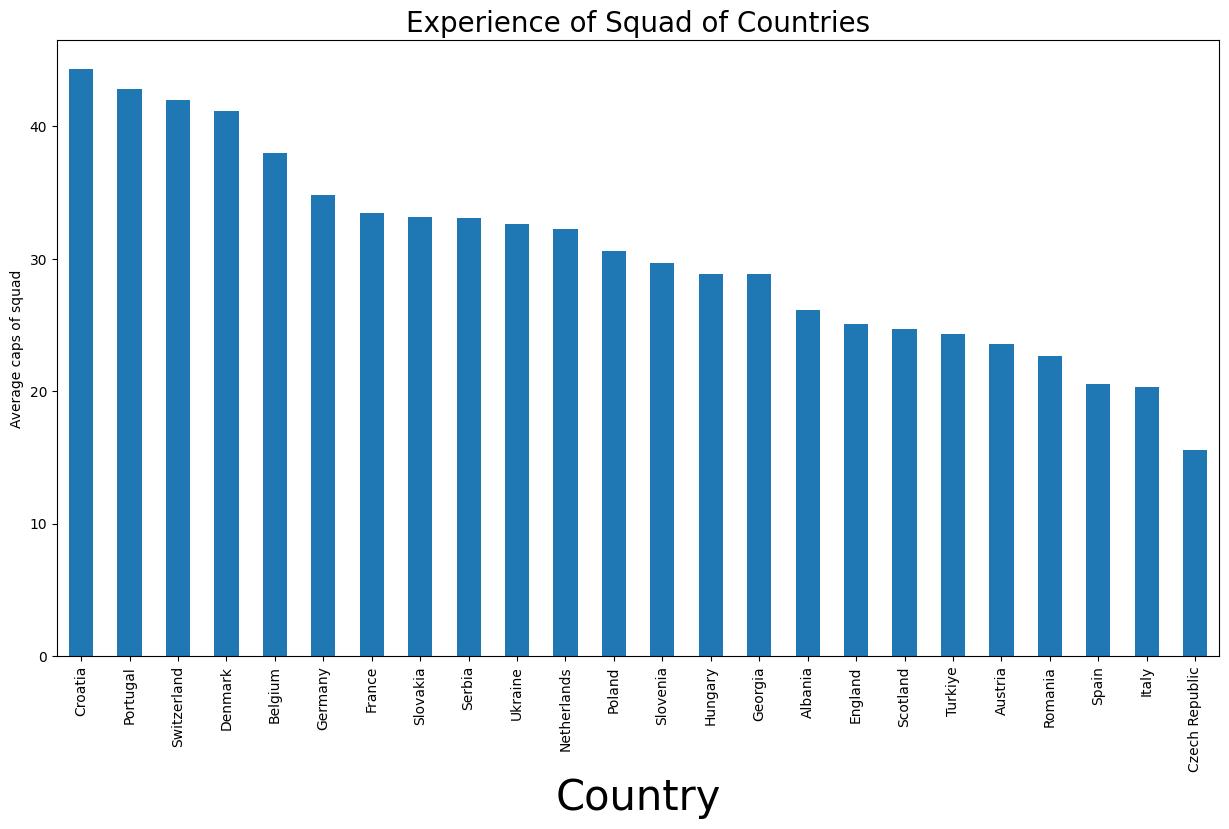 Experience of Squad of Countries
Average caps of squad
40
30
20
10
0
Croatia
Portugal
Switzerland
Denmark
Belgium
Germany
France
Slovakia
Serbia
Ukraine
Netherlands
Poland
Slovenia
Hungary
Georgia
Albania
England
Scotland
Turkiye
Austria
Romania
Spain
Italy
Czech Republic
Country